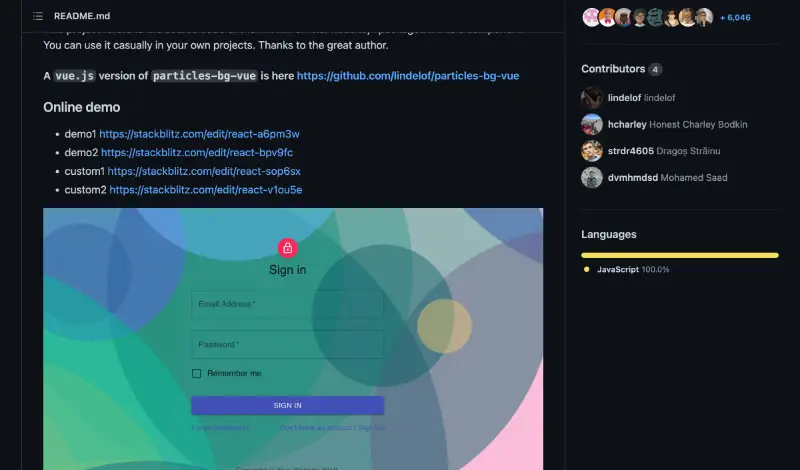 README.md
You can use it casually in your own projects. Thanks to the great author.
A vue.js version of particles-bg-vue is here https://github.com/lindelof/particles-bg-vue
Online demo
demo1 https://stackblitz.com/edit/react-a6pm3w
demo2 https://stackblitz.com/edit/react-bpv9fc
custom1 https://stackblitz.com/edit/react-sop6sx
custom2 https://stackblitz.com/edit/react-v1ou5e
Sign in
Email Address *
Password *
Remember me
SIGN IN
+ 6,046
Contributors 4
lindelof lindelof
hcharley Honest Charley Bodkin
strdr4605 Dragoș Străinu
dvmhmdsd Mohamed Saad
Languages
JavaScript 100.0%